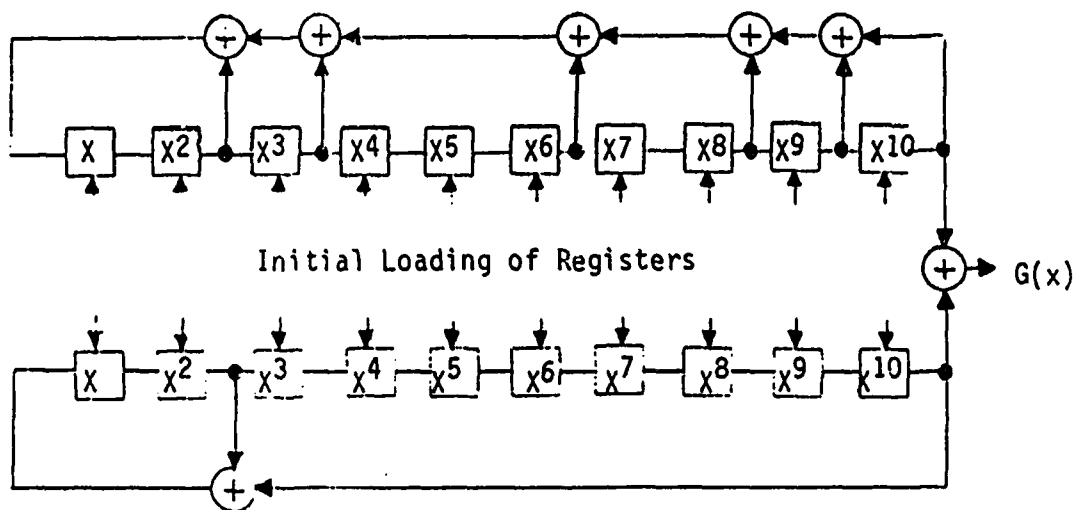 X X2 X3 X4 X5 X6 X7 X8 X9 X10
Initial Loading of Registers
G(x)
X X2 X3 X4 X5 X6 X7 X8 X9 X10